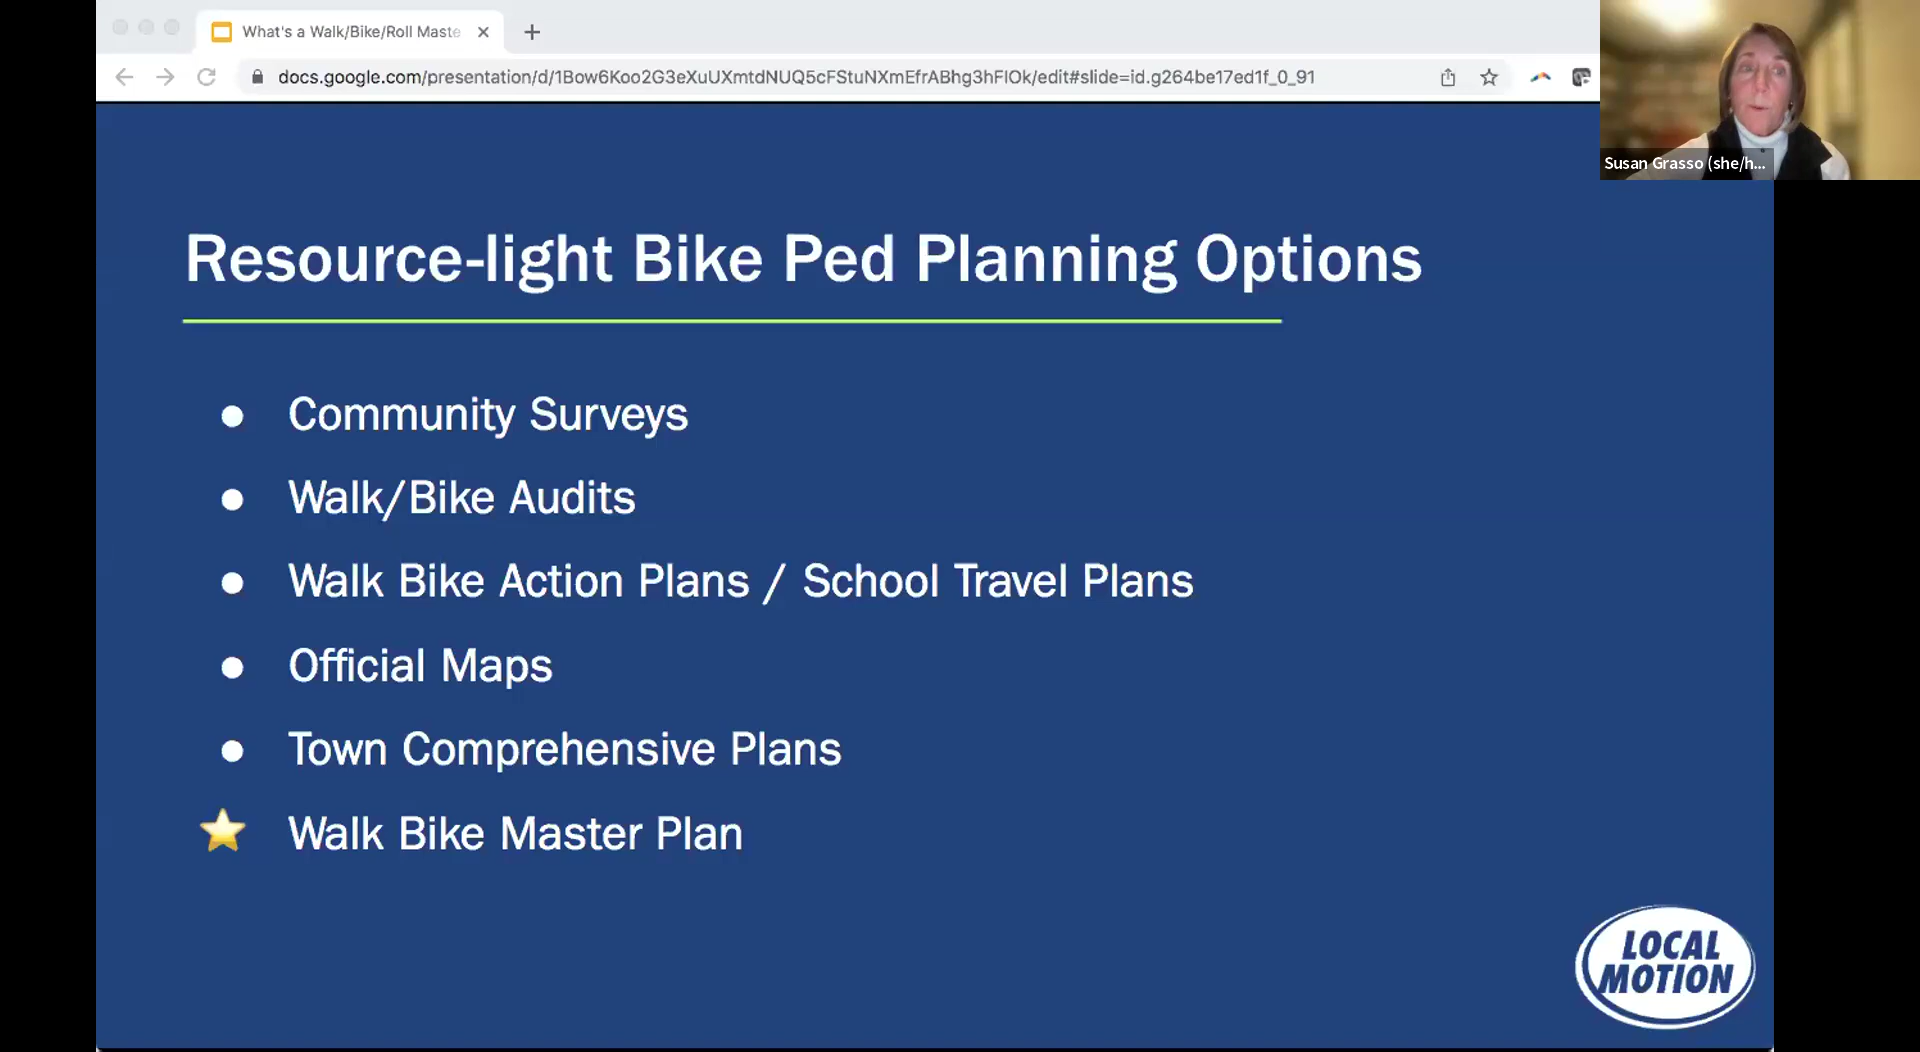 What's a Walk/Bike/Roll Maste
docs.google.com/presentation/d/1Bow6Koo2G3eXuUXmtdNUQ5cFStuNXmEfrABhg3hFlOk/edit#slide=id.g264be17ed1f_0_91
Susan Grasso (she/h...
Resource-light Bike Ped Planning Options
Community Surveys
Walk/Bike Audits
Walk Bike Action Plans / School Travel Plans
Official Maps
Town Comprehensive Plans
Walk Bike Master Plan
LOCAL
MOTION